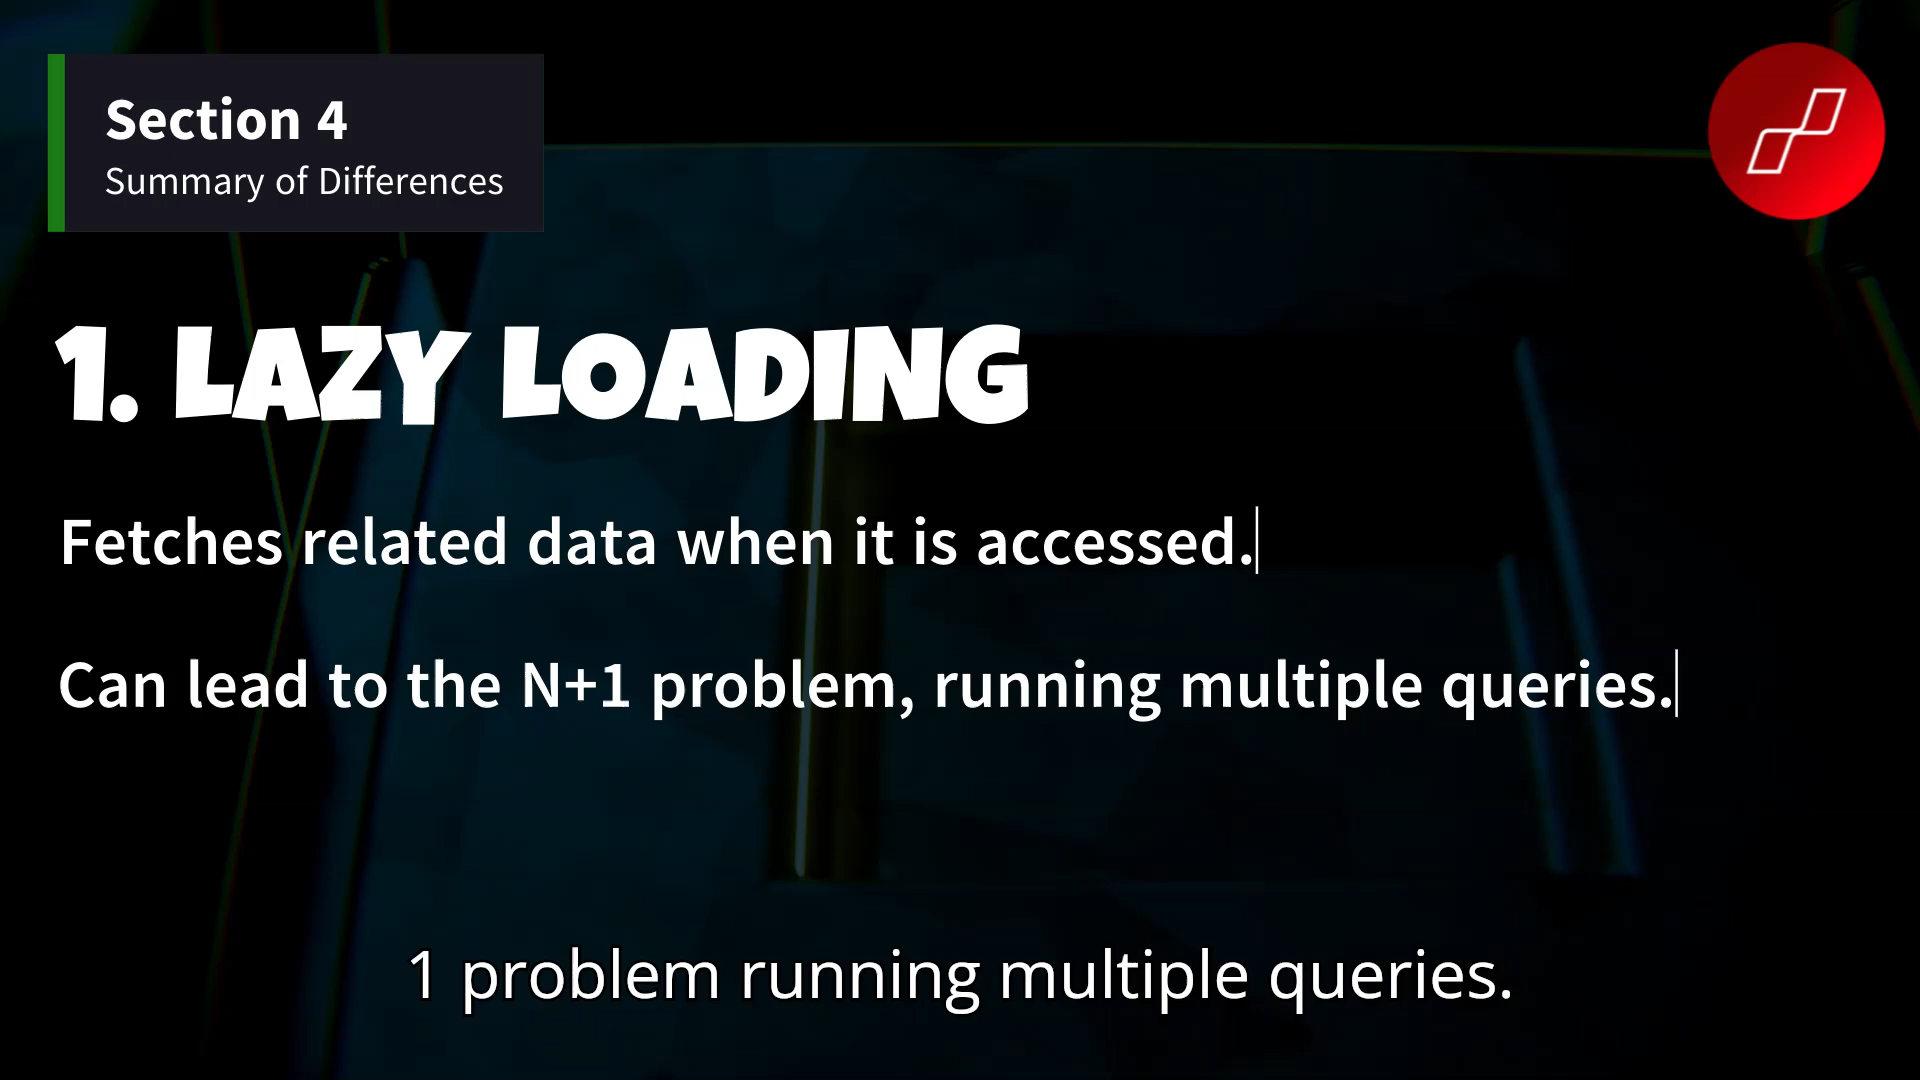 Section 4
Summary of Differences
1. LAZY LOADING
Fetches related data when it is accessed.
Can lead to the N+1 problem, running multiple queries.
1 problem running multiple queries.